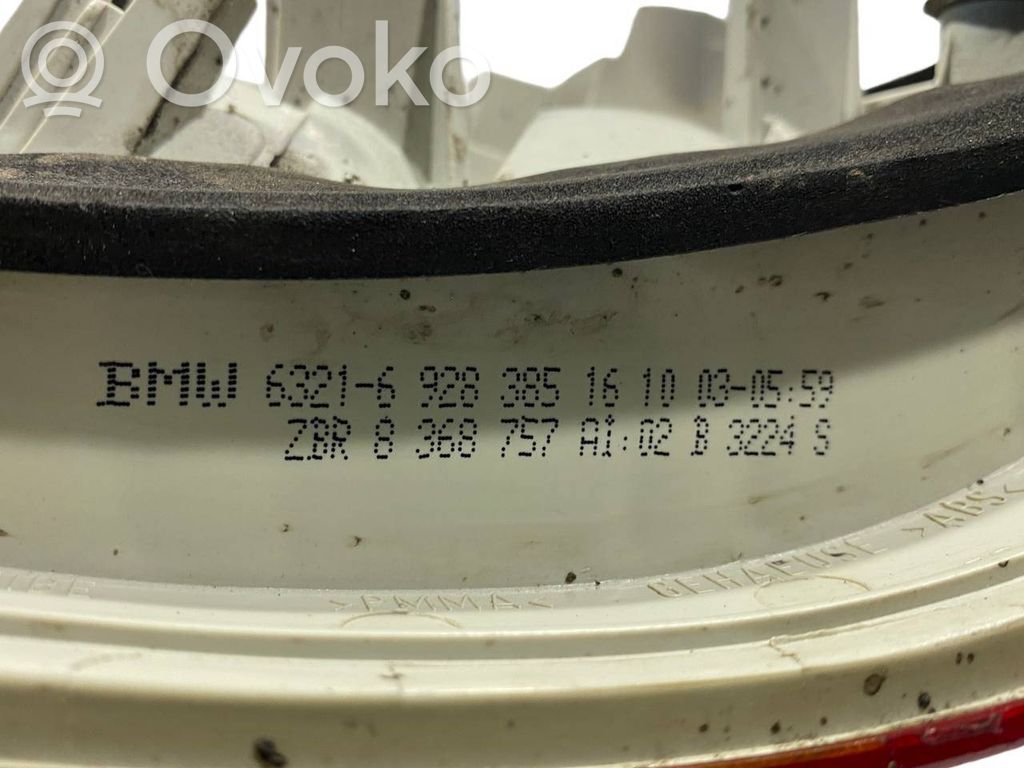 Ovoko
BMW 6321-6 928 385 16 10 03-05:59
ZBR 8 368 757 AI:02 B 3224 S
>PMMA< GEHAEUSE >ABS<